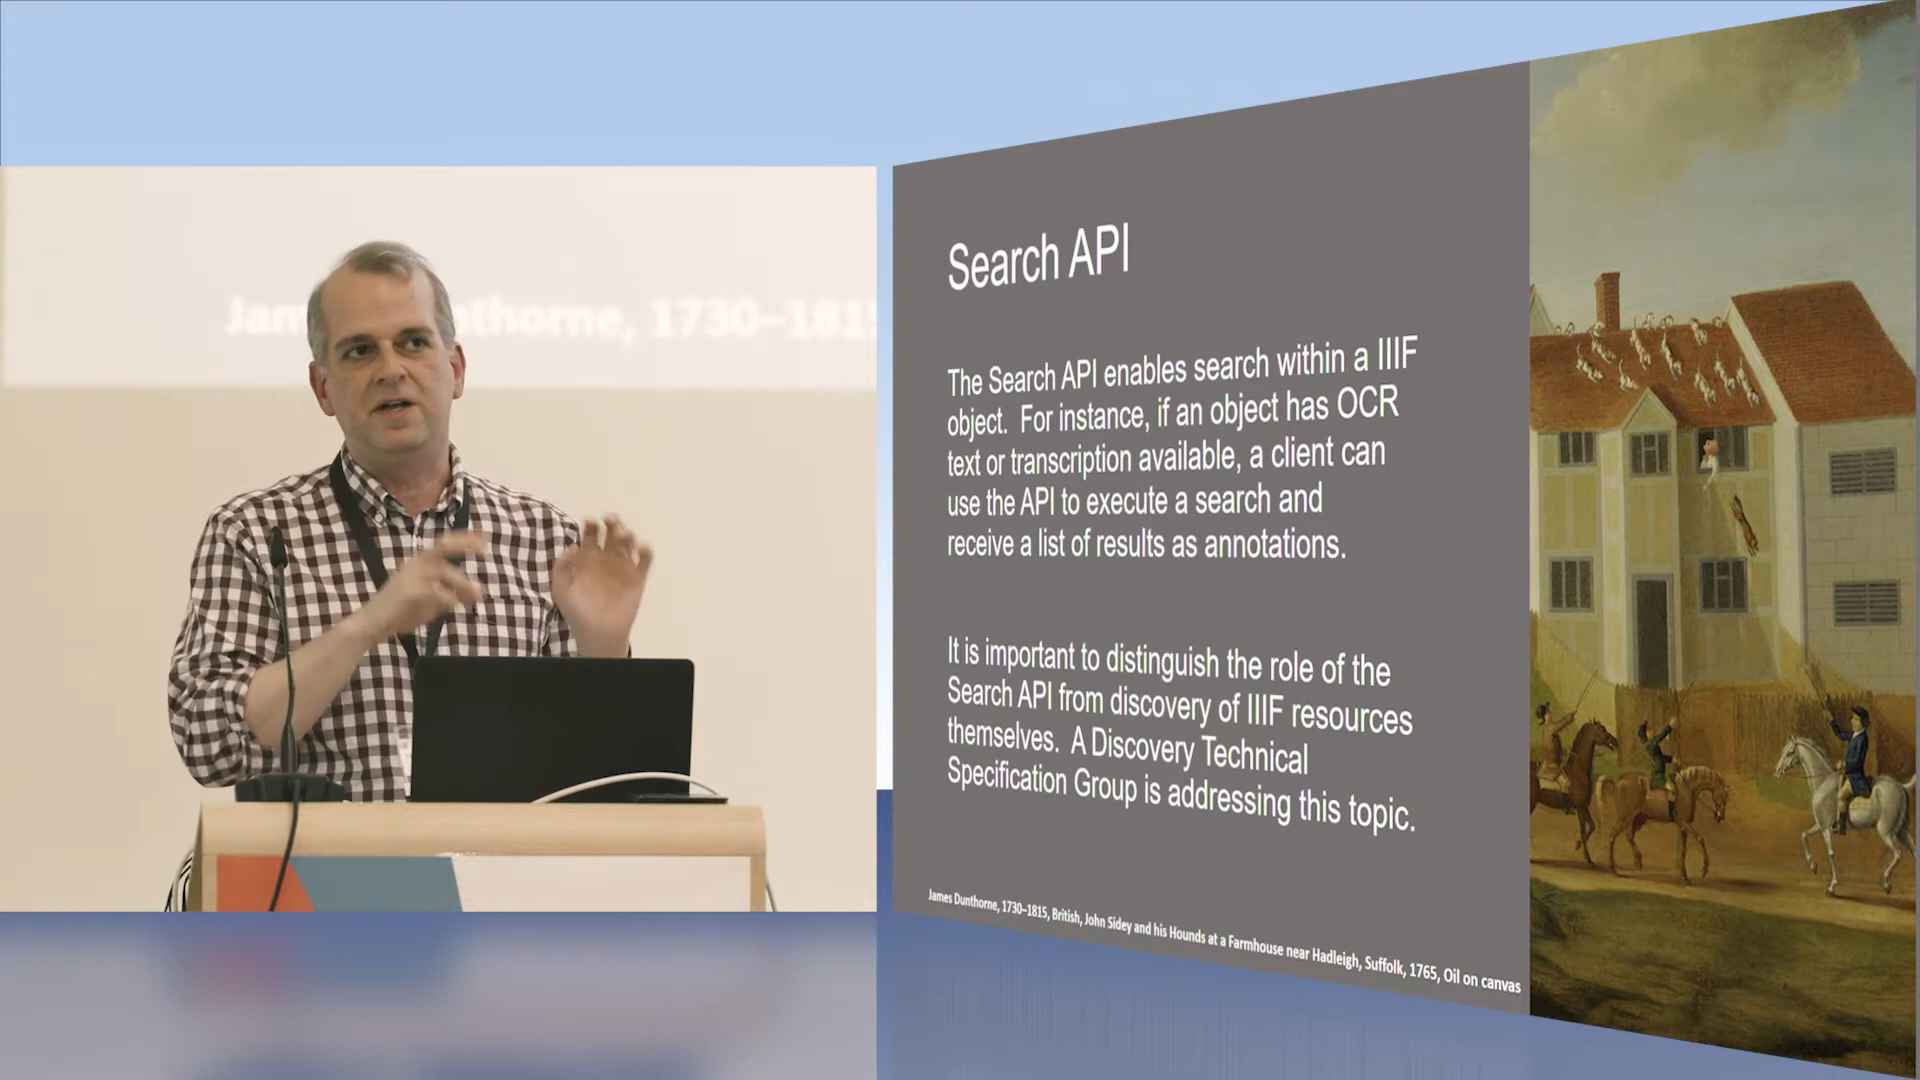 Search API
The Search API enables search within a IIIF
object. For instance, if an object has OCR
text or transcription available, a client can
use the API to execute a search and
receive a list of results as annotations.
It is important to distinguish the role of the
Search API from discovery of IIIF resources
themselves. A Discovery Technical
Specification Group is addressing this topic.
James Dunthorne, 1730–1815, British, John Sidey and his Hounds at a Farmhouse near Hadleigh, Suffolk, 1765, Oil on canvas
Jam thorne, 1730–1815